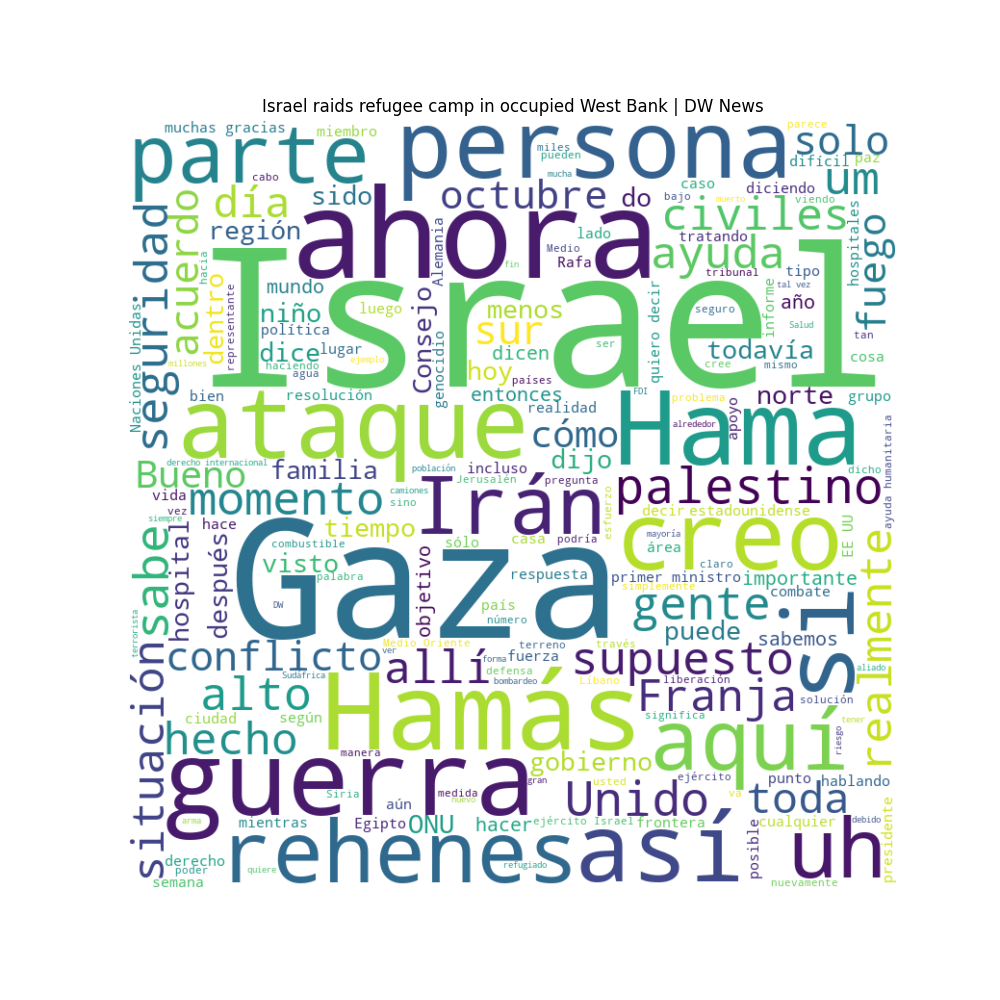 Israel raids refugee camp in occupied West Bank | DW News
muchas gracias
miembro
parte
cabo
persona
miles
pueden
mucha
parece
solo
difícil
paz
um
día
sido
octubre
do
caso
bajo
diciendo
muerto
viendo
región
ahora
Alemania
Medio
Rafa
lado
civiles
tratando
ayuda
tribunal
tipo
tal vez
hospitales
fuego
seguridad
acuerdo
hacia
dentro
representante
mundo
niño
política
dice
lugar
haciendo
agua
millones
Israel
fin
luego
ejemplo
Consejo
genocidio
menos
sur
dicen
hoy
países
ser
quiero decir
seguro
informe
año
Salud
tan
todavía
cree
mismo
cosa
Naciones Unidas
bien
resolución
entonces
realidad
FDI
problema
norte
grupo
ataque
cómo
Hama
alrededor
apoyo
ayuda humanitaria
Bueno
derecho internacional
familia
dijo
población
incluso
Jerusalén
pregunta
dicho
vida
vez
momento
camiones
sino
Irán
palestino
siempre
hace
tiempo
esfuerzo
decir
estadounidense
EE UU
sabe
hospital
después
combustible
visto
palabra
sólo
casa
podría
creo
mayoría
área
claro
Gaza
DW
objetivo
respuesta
primer ministro
importante
simplemente
combate
país
número
gente
puede
sabemos
sí
realmente
terrorista
situación
conflicto
Medio Oriente
ver
allí
forma
terreno
fuerza
través
defensa
bombardeo
supuesto
Líbano
liberación
aliado
Sudáfrica
alto
Hamás
Franja
solución
tener
ciudad
según
significa
aquí
riesgo
hecho
manera
gobierno
guerra
gran
Siria
aún
medida
nuevo
usted
ejército
va
punto
hablando
Unido
toda
arma
mientras
Egipto
ONU
hacer
ejército Israel
frontera
cualquier
debido
presidente
derecho
poder
semana
quiere
rehenes
refugiado
así
posible
uh
nuevamente